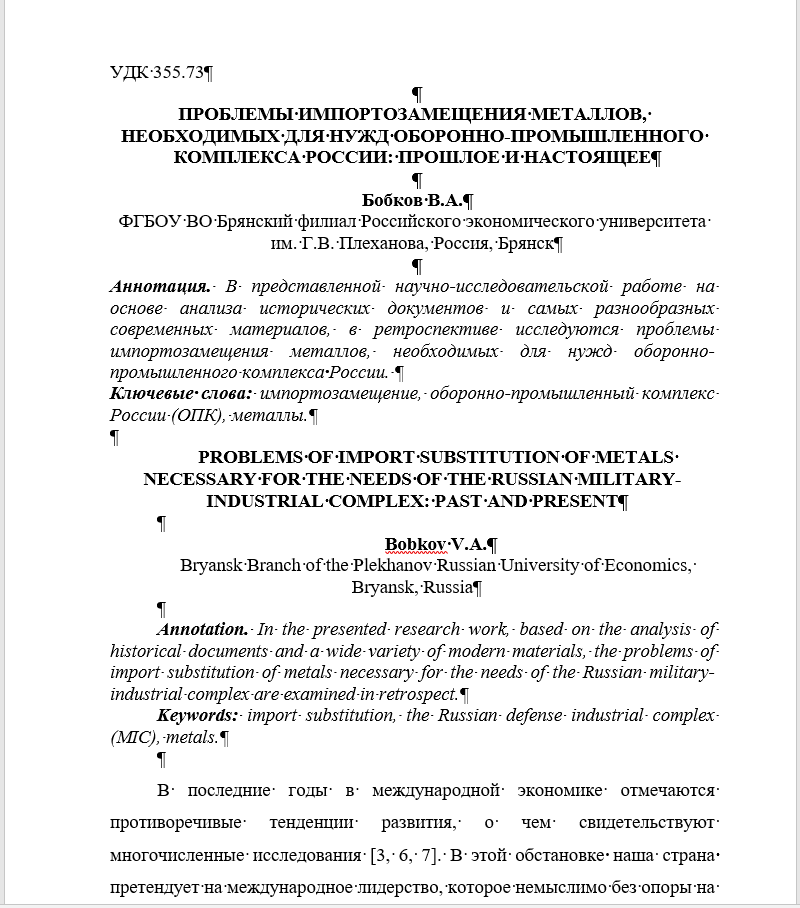 УДК 355.73¶
¶
ПРОБЛЕМЫ ИМПОРТОЗАМЕЩЕНИЯ МЕТАЛЛОВ,
НЕОБХОДИМЫХ ДЛЯ НУЖД ОБОРОННО-ПРОМЫШЛЕННОГО
КОМПЛЕКСА РОССИИ: ПРОШЛОЕ И НАСТОЯЩЕЕ¶
¶
Бобков В.А.¶
ФГБОУ ВО Брянский филиал Российского экономического университета
им. Г.В. Плеханова, Россия, Брянск¶
¶
Аннотация. В представленной научно-исследовательской работе на
основе анализа исторических документов и самых разнообразных
современных материалов, в ретроспективе исследуются проблемы
импортозамещения металлов, необходимых для нужд оборонно-
промышленного комплекса России. ¶
Ключевые слова: импортозамещение, оборонно-промышленный комплекс
России (ОПК), металлы.¶
¶
PROBLEMS OF IMPORT SUBSTITUTION OF METALS
NECESSARY FOR THE NEEDS OF THE RUSSIAN MILITARY-
INDUSTRIAL COMPLEX: PAST AND PRESENT¶
¶
Bobkov V.A.¶
Bryansk Branch of the Plekhanov Russian University of Economics,
Bryansk, Russia¶
¶
Annotation. In the presented research work, based on the analysis of
historical documents and a wide variety of modern materials, the problems of
import substitution of metals necessary for the needs of the Russian military-
industrial complex are examined in retrospect.¶
Keywords: import substitution, the Russian defense industrial complex
(MIC), metals.¶
¶
В последние годы в международной экономике отмечаются
противоречивые тенденции развития, о чем свидетельствуют
многочисленные исследования [3, 6, 7]. В этой обстановке наша страна
претендует на международное лидерство, которое немыслимо без опоры на